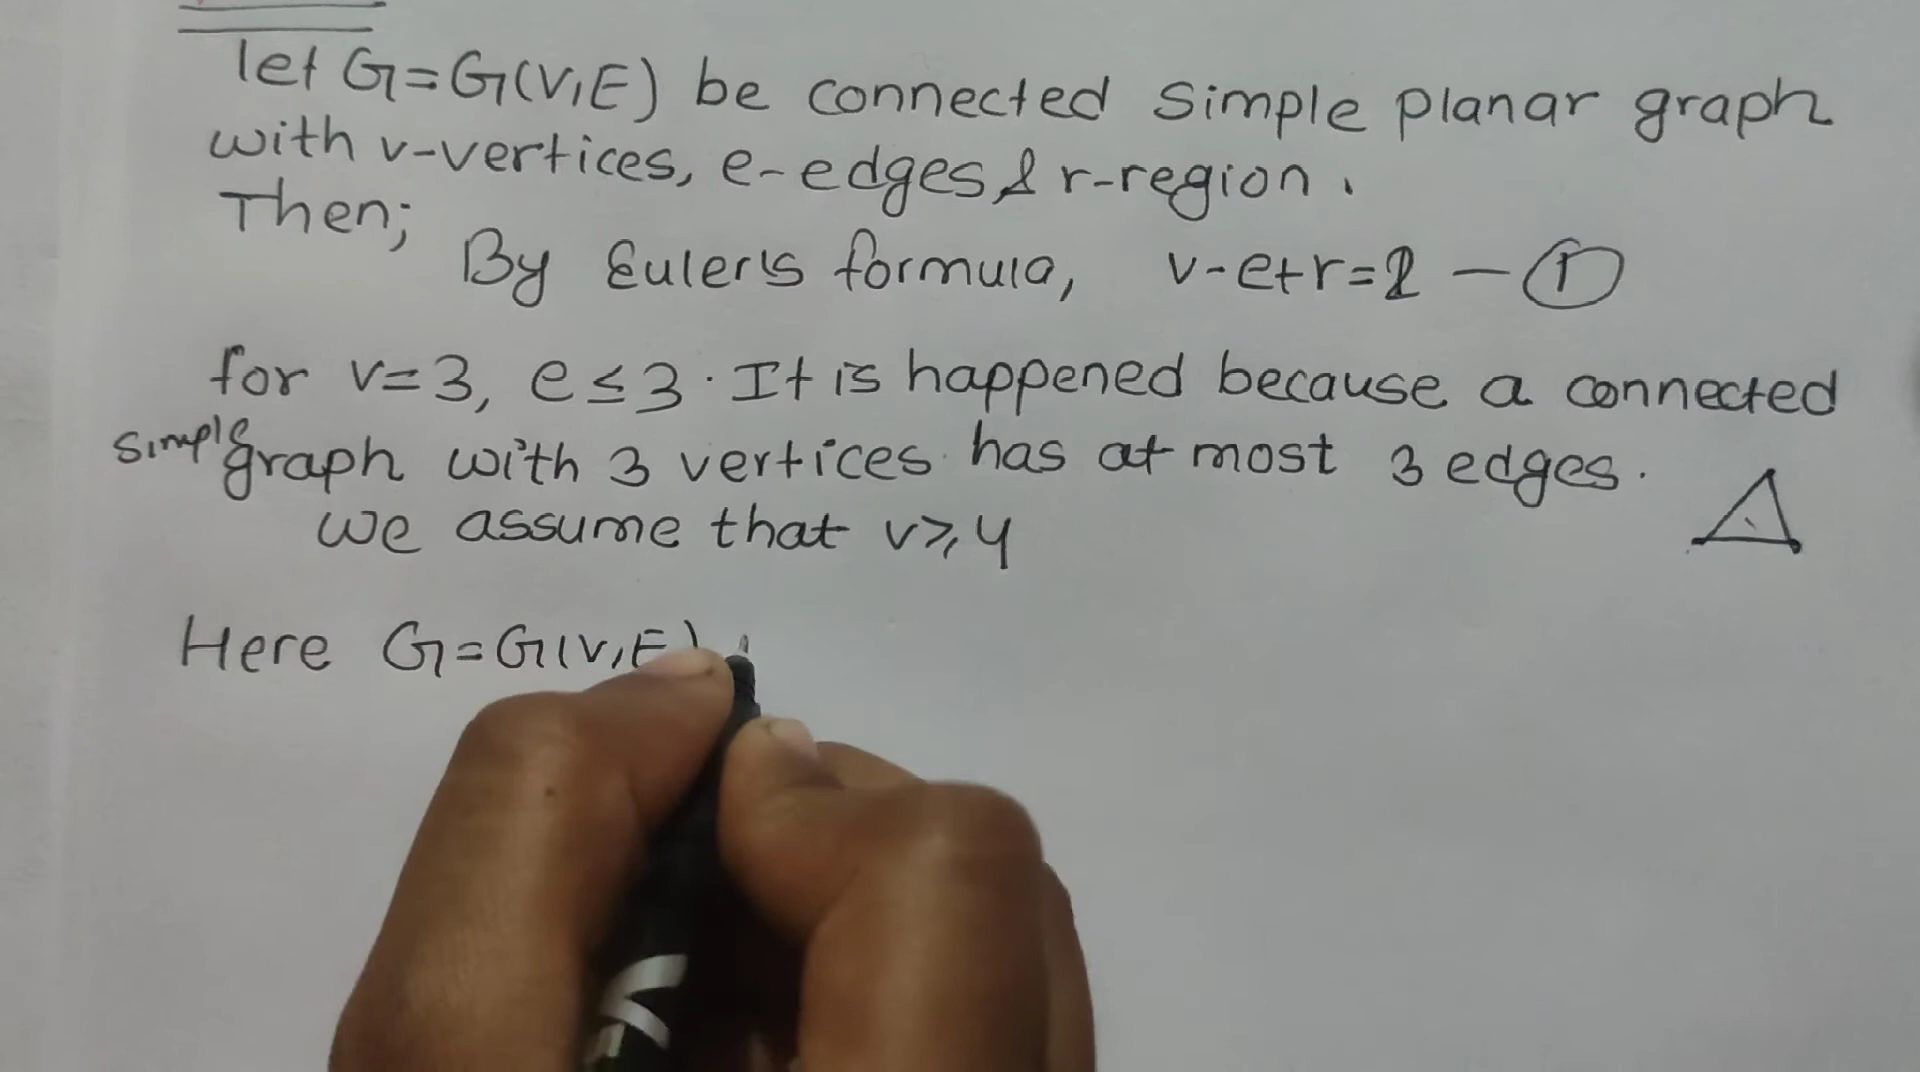 let G=G(V,E) be connected simple planar graph
with v-vertices, e-edges & r-region.
Then;
By Euler's formula, v-e+r=2 — ①
for v=3, e≤3. It is happened because a connected
simple graph with 3 vertices has at most 3 edges.
we assume that v≥4
Here G=G(V,E)